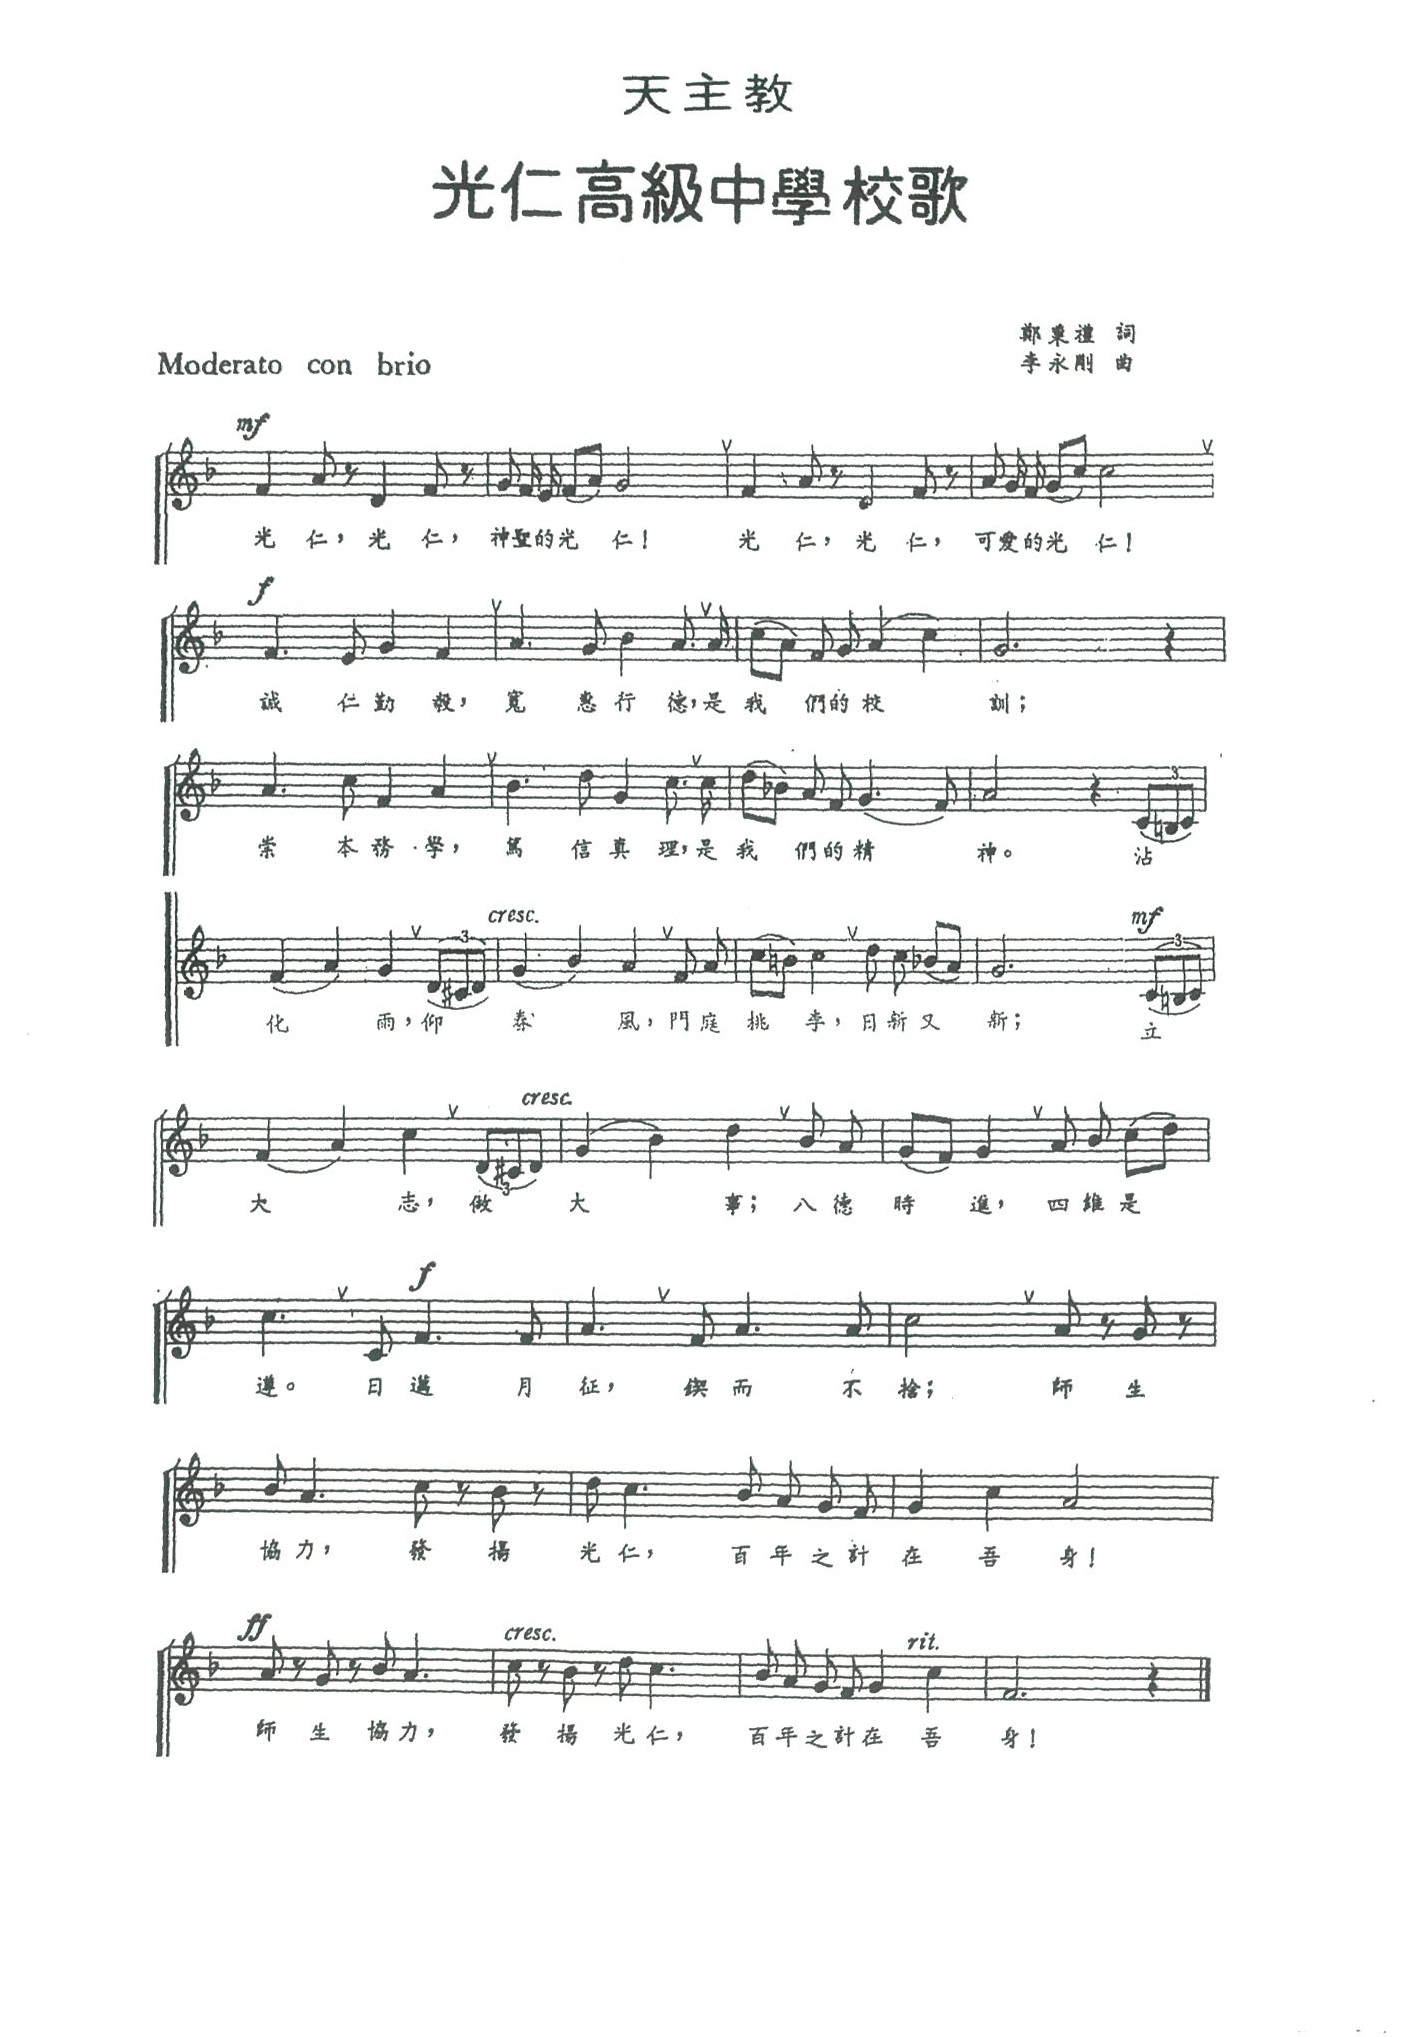 天主教
光仁高級中學校歌
鄭秉禮 詞
Moderato con brio
李永剛 曲
mf
光仁，光仁，神聖的光仁！ 光仁，光仁，可愛的光仁！
f
誠仁勤毅，寬惠行德，是我們的校訓；
崇本務學，篤信真理，是我們的精神。 沾
cresc. mf
化雨，仰泰風，門庭桃李，日新又新； 立
cresc.
大志，做大事；八德時進，四維是
f
遵。日邁月征，鍥而不捨；師生
協力，發揚光仁，百年之計在吾身！
ff cresc. rit.
師生協力，發揚光仁，百年之計在吾身！